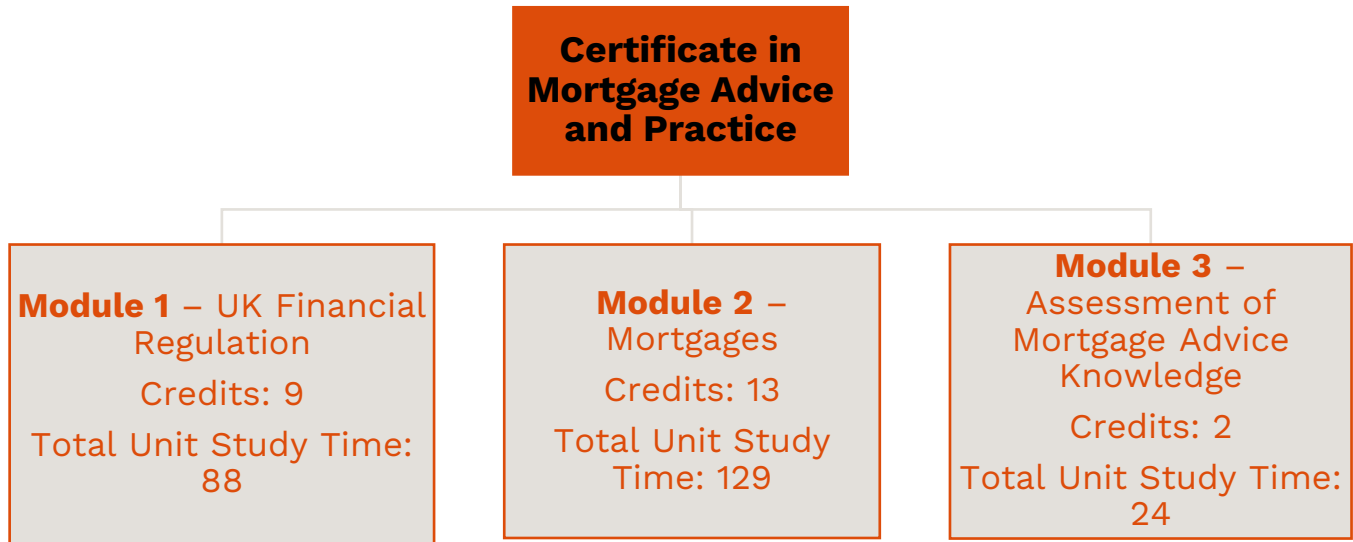 Certificate in
Mortgage Advice
and Practice
Module 1 – UK Financial
Regulation
Credits: 9
Total Unit Study Time:
88
Module 2 –
Mortgages
Credits: 13
Total Unit Study
Time: 129
Module 3 –
Assessment of
Mortgage Advice
Knowledge
Credits: 2
Total Unit Study Time:
24